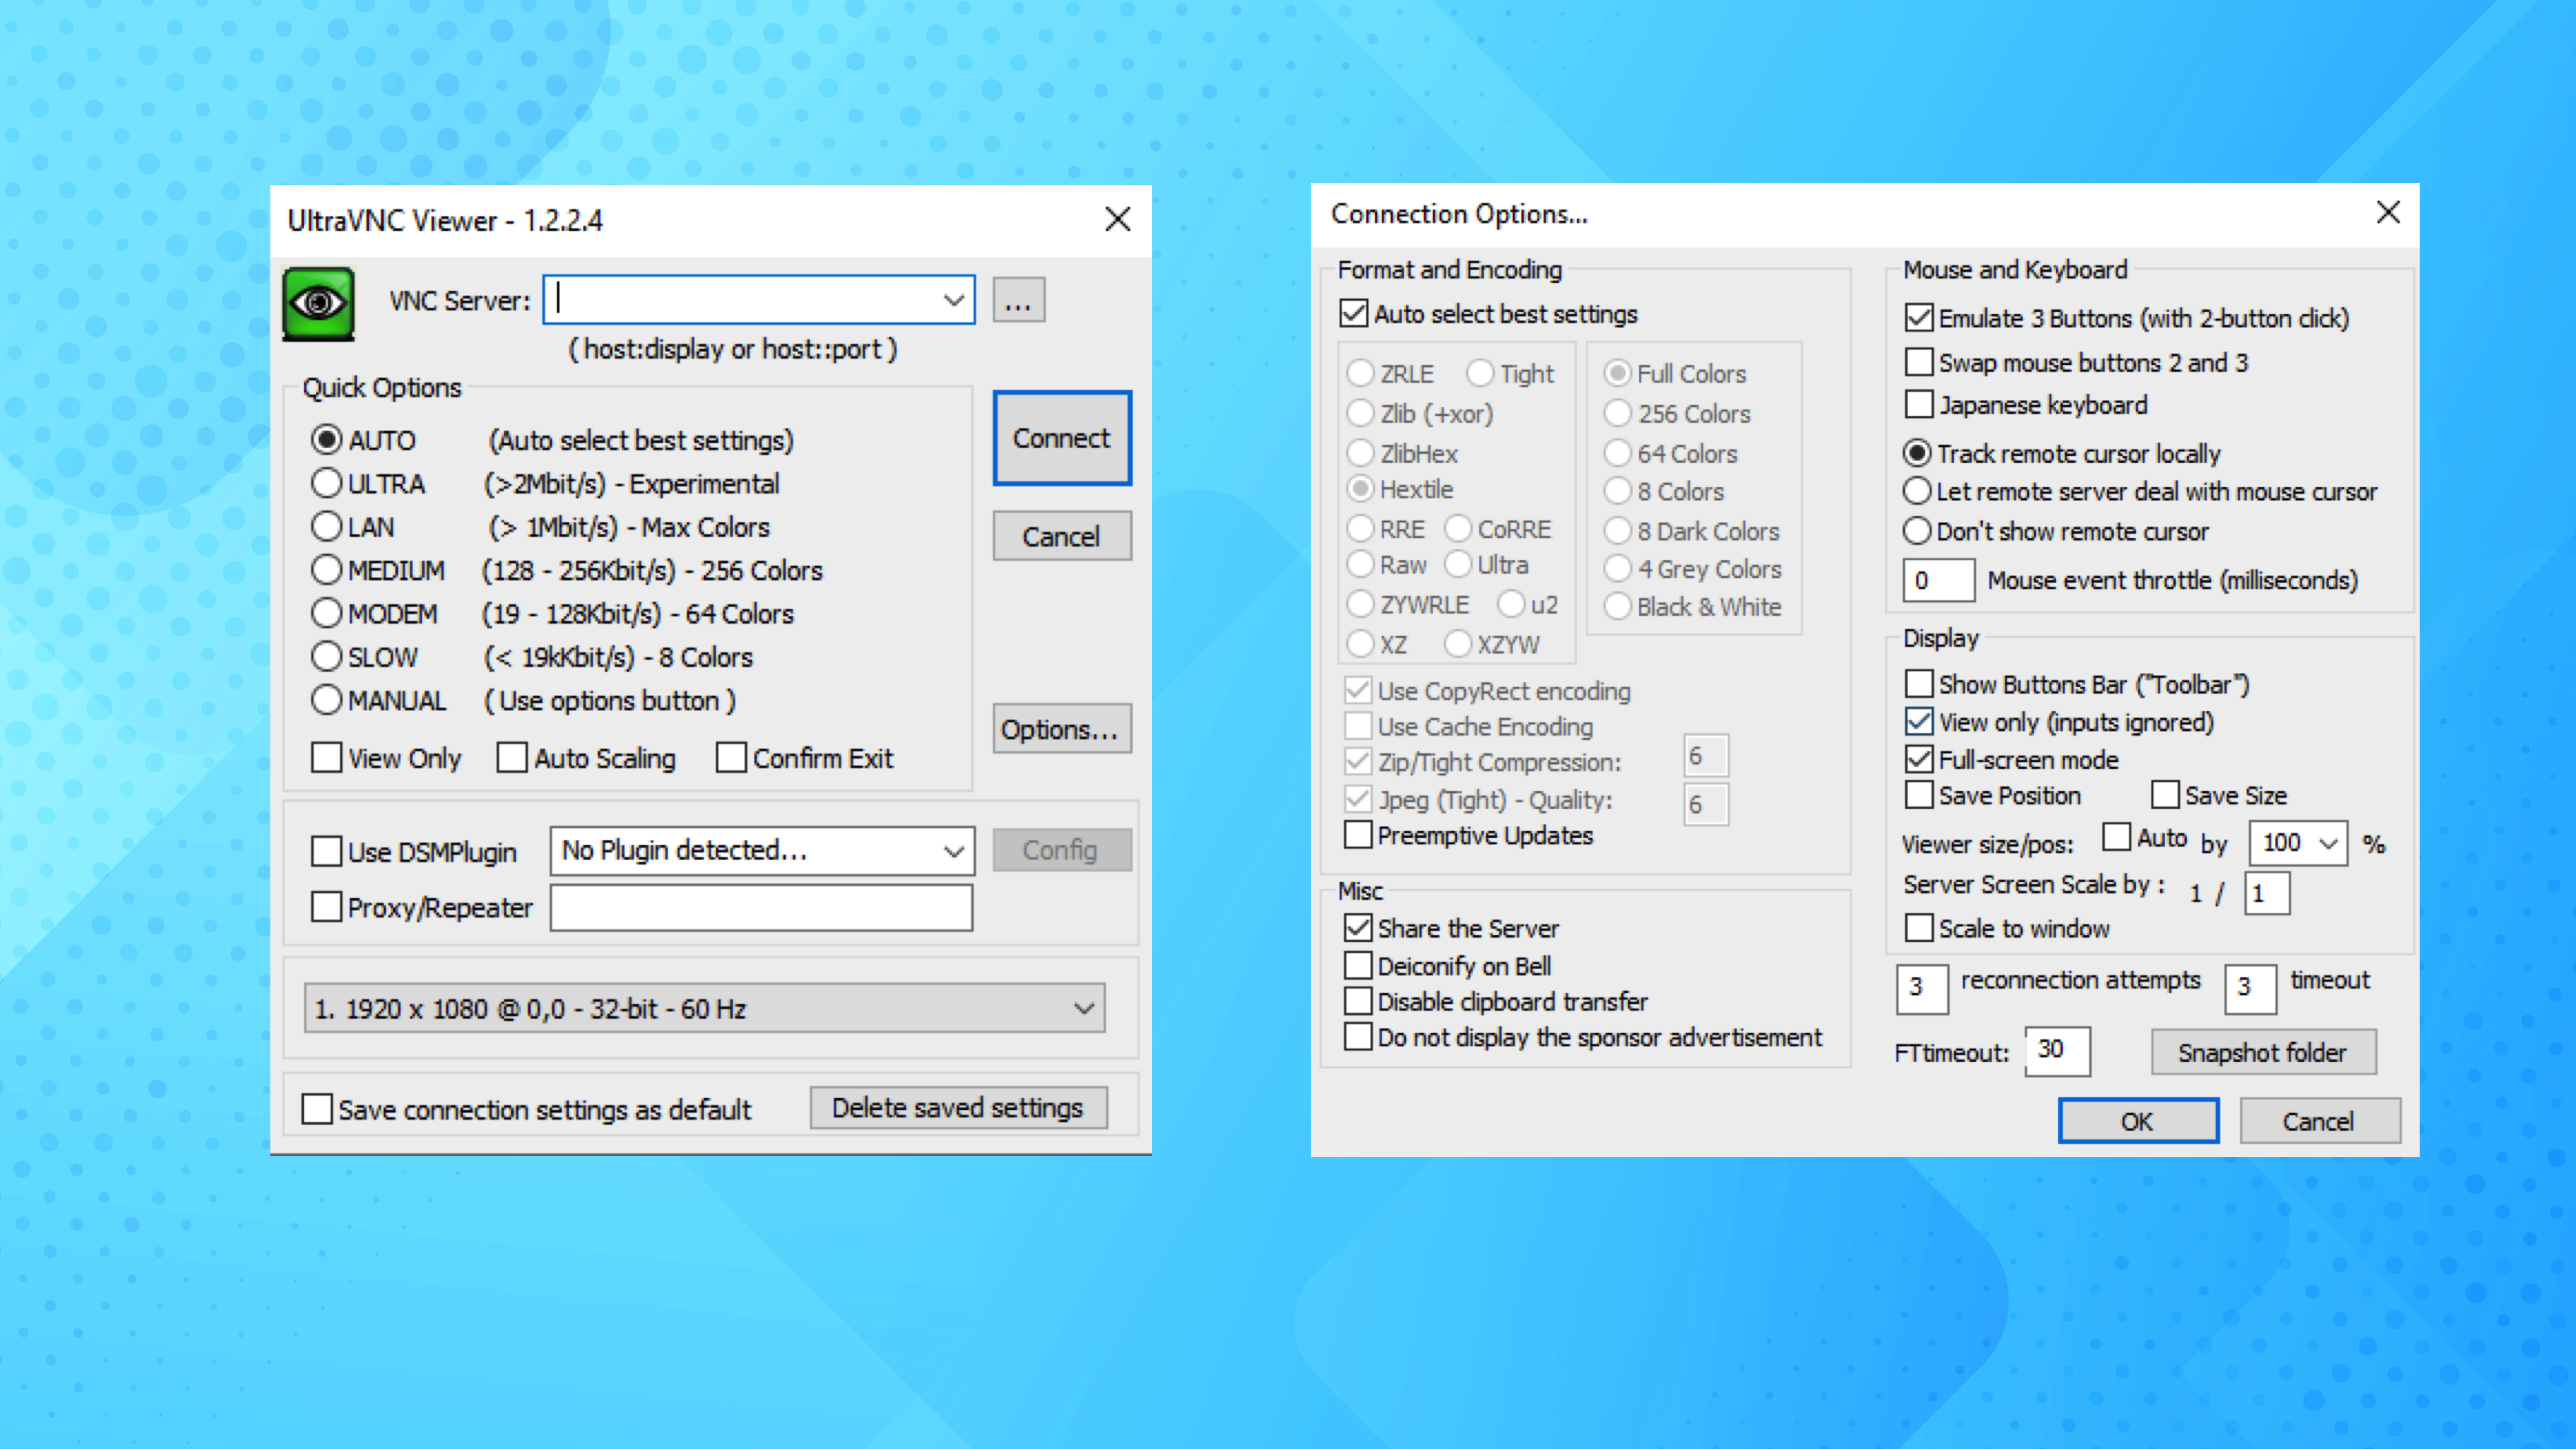 UltraVNC Viewer - 1.2.2.4
VNC Server:
...
( host:display or host::port )
Quick Options
AUTO (Auto select best settings)
ULTRA (>2Mbit/s) - Experimental
LAN (> 1Mbit/s) - Max Colors
MEDIUM (128 - 256Kbit/s) - 256 Colors
MODEM (19 - 128Kbit/s) - 64 Colors
SLOW (< 19kKbit/s) - 8 Colors
MANUAL ( Use options button )
View Only Auto Scaling Confirm Exit
Connect
Cancel
Options...
Use DSMPlugin No Plugin detected... Config
Proxy/Repeater
1. 1920 x 1080 @ 0,0 - 32-bit - 60 Hz
Save connection settings as default Delete saved settings
Connection Options...
Format and Encoding
Auto select best settings
ZRLE Tight
Zlib (+xor)
ZlibHex
Hextile
RRE CoRRE
Raw Ultra
ZYWRLE u2
XZ XZYW
Full Colors
256 Colors
64 Colors
8 Colors
8 Dark Colors
4 Grey Colors
Black & White
Use CopyRect encoding
Use Cache Encoding
Zip/Tight Compression: 6
Jpeg (Tight) - Quality: 6
Preemptive Updates
Misc
Share the Server
Deiconify on Bell
Disable clipboard transfer
Do not display the sponsor advertisement
Mouse and Keyboard
Emulate 3 Buttons (with 2-button click)
Swap mouse buttons 2 and 3
Japanese keyboard
Track remote cursor locally
Let remote server deal with mouse cursor
Don't show remote cursor
0 Mouse event throttle (milliseconds)
Display
Show Buttons Bar ("Toolbar")
View only (inputs ignored)
Full-screen mode
Save Position Save Size
Viewer size/pos: Auto by 100 %
Server Screen Scale by : 1 / 1
Scale to window
3 reconnection attempts 3 timeout
FTtimeout: 30 Snapshot folder
OK Cancel